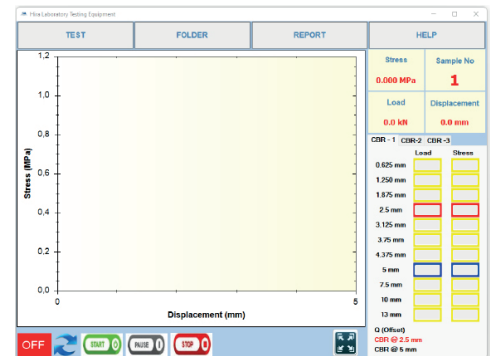 Hira Laboratory Testing Equipment
TEST FOLDER REPORT HELP
Stress Sample No
0.000 MPa 1
Load Displacement
0.0 kN 0.0 mm
CBR - 1 CBR-2 CBR -3
Load Stress
0.625 mm
1.250 mm
1.875 mm
2.5 mm
3.125 mm
3.75 mm
4.375 mm
5 mm
7.5 mm
10 mm
13 mm
Q (Offset)
CBR @ 2.5 mm
CBR @ 5 mm
Stress (MPa)
1,2
1,0
0,8
0,6
0,4
0,2
0,0
0 5
Displacement (mm)
OFF START 0 PAUSE 0 STOP 0